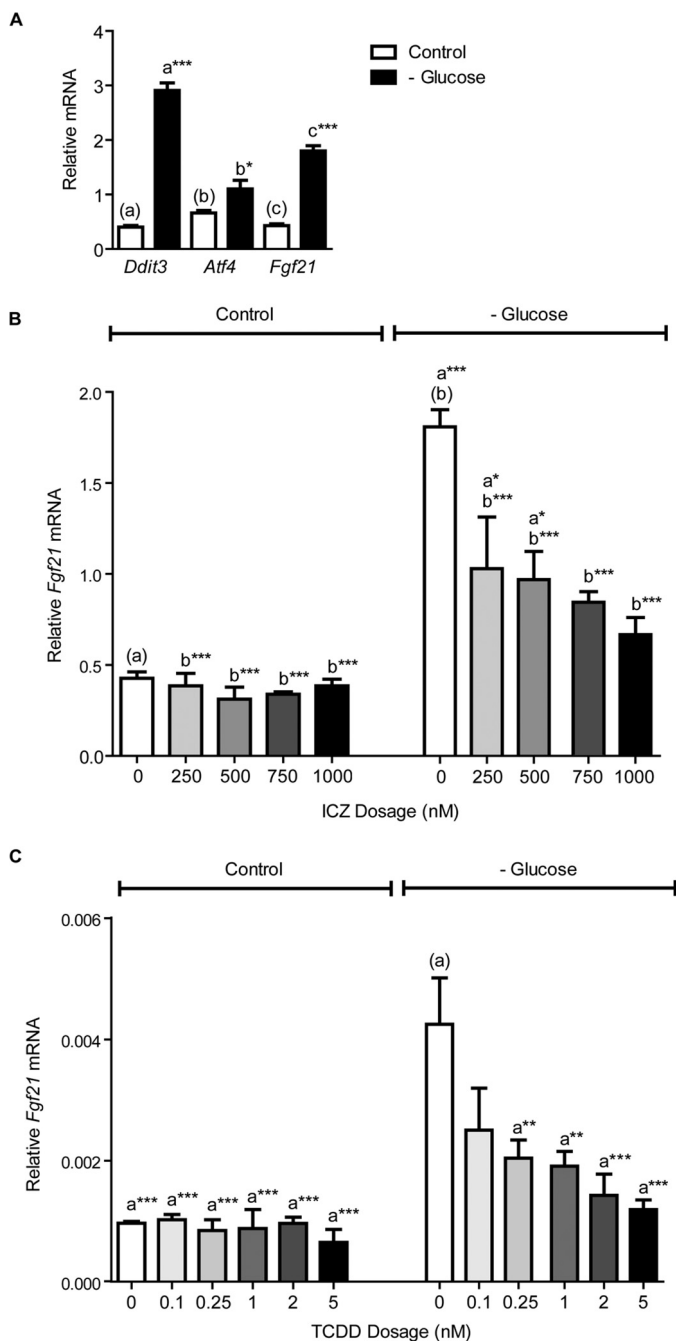 A
Relative mRNA
4
3
2
1
0
Control
- Glucose
(a)
a***
(b)
b*
(c)
c***
Ddit3 Atf4 Fgf21
B
Control - Glucose
Relative Fgf21 mRNA
2.0
1.5
1.0
0.5
0.0
(a)
b***
b***
b***
b***
a***
(b)
a*
b***
a*
b***
b***
b***
0 250 500 750 1000 0 250 500 750 1000
ICZ Dosage (nM)
C
Control - Glucose
Relative Fgf21 mRNA
0.006
0.004
0.002
0.000
a*** a*** a*** a*** a*** a***
(a)
a** a** a*** a***
0 0.1 0.25 1 2 5 0 0.1 0.25 1 2 5
TCDD Dosage (nM)